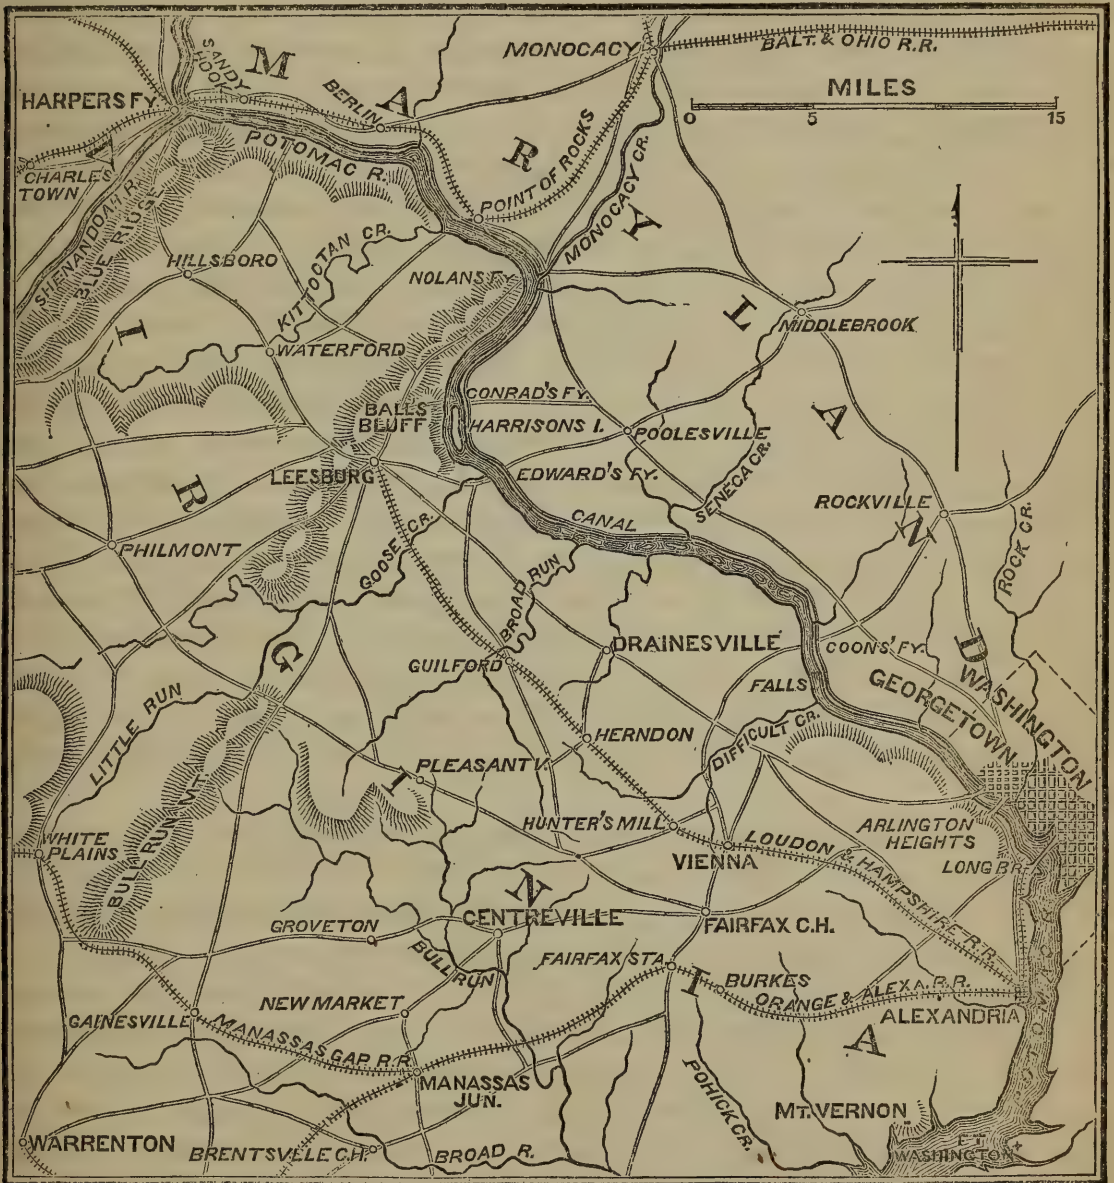 MARYLAND
VIRGINIA
MONOCACY
BALT. & OHIO R.R.
SANDY
HOOK
HARPERS FY.
BERLIN
MILES
0 5 15
CHARLES
TOWN
POTOMAC R.
POINT OF ROCKS
MONOCACY CR.
SHENANDOAH R.
BLUE RIDGE
HILLSBORO
KITTOCTAN CR.
NOLANS FY.
MIDDLEBROOK
WATERFORD
CONRAD'S FY.
BALLS
BLUFF
HARRISONS I.
POOLESVILLE
LEESBURG
EDWARD'S FY.
SENECA CR.
ROCKVILLE
ROCK CR.
CANAL
PHILMONT
GOOSE CR.
BROAD RUN
DRAINESVILLE
COONS' FY.
GUILFORD
FALLS
GEORGETOWN
WASHINGTON
LITTLE RUN
DIFFICULT CR.
HERNDON
PLEASANT V.
BULL RUN MT.
HUNTER'S MILL
ARLINGTON
HEIGHTS
WHITE
PLAINS
VIENNA
LOUDON & HAMPSHIRE R.R.
LONG BR.
CENTREVILLE
GROVETON
FAIRFAX C.H.
BULL RUN
FAIRFAX STA.
BURKES
ORANGE & ALEXA. R.R.
NEW MARKET
GAINESVILLE
ALEXANDRIA
MANASSAS GAP. R.R.
MANASSAS
JUN.
POHICK CR.
POTOMAC
MT. VERNON
WARRENTON
BRENTSVLE C.H.
BROAD R.
FT.
WASHINGTON